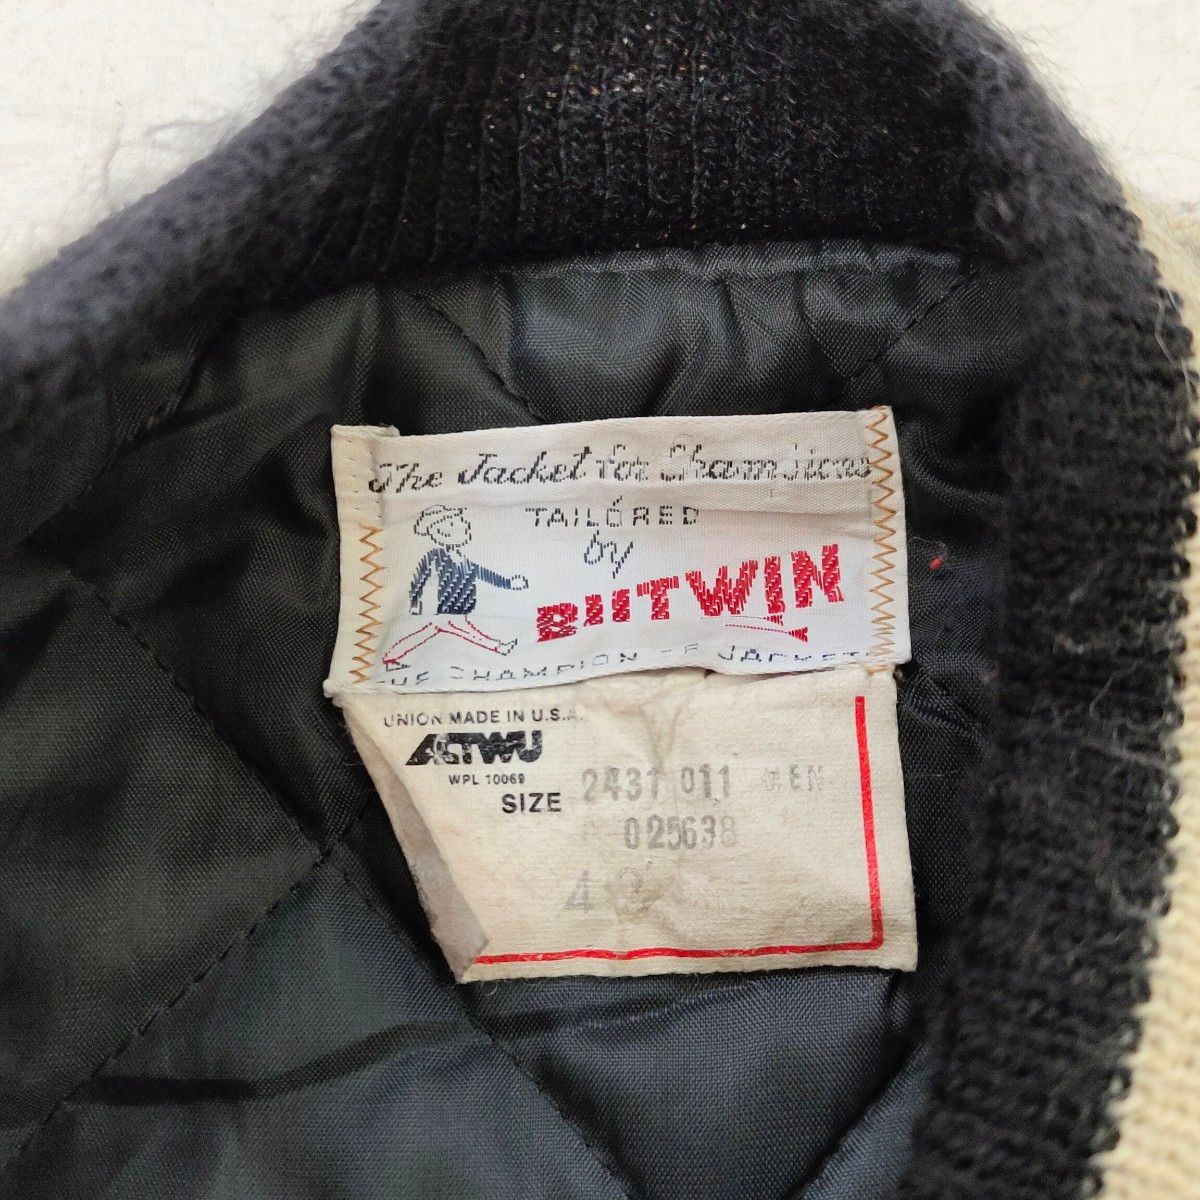 The Jacket for Champions
TAILORED
by
BUTWIN
CHAMPION OF JACKETS
UNION MADE IN U.S.A.
ACTWU
WPL 10069
SIZE 2431 011 MEN
025638